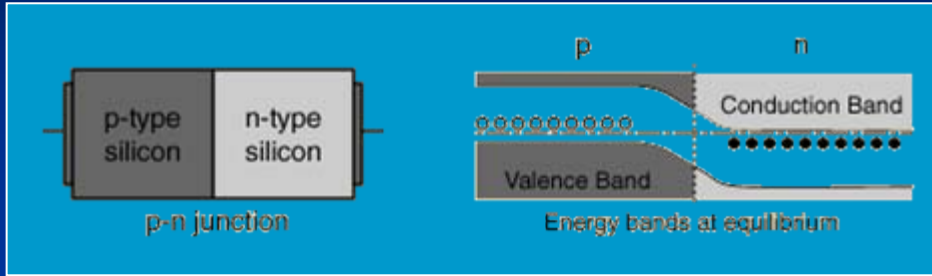 p-type
silicon
n-type
silicon
p-n junction
p
n
Conduction Band
Valence Band
Energy bands at equilibrium